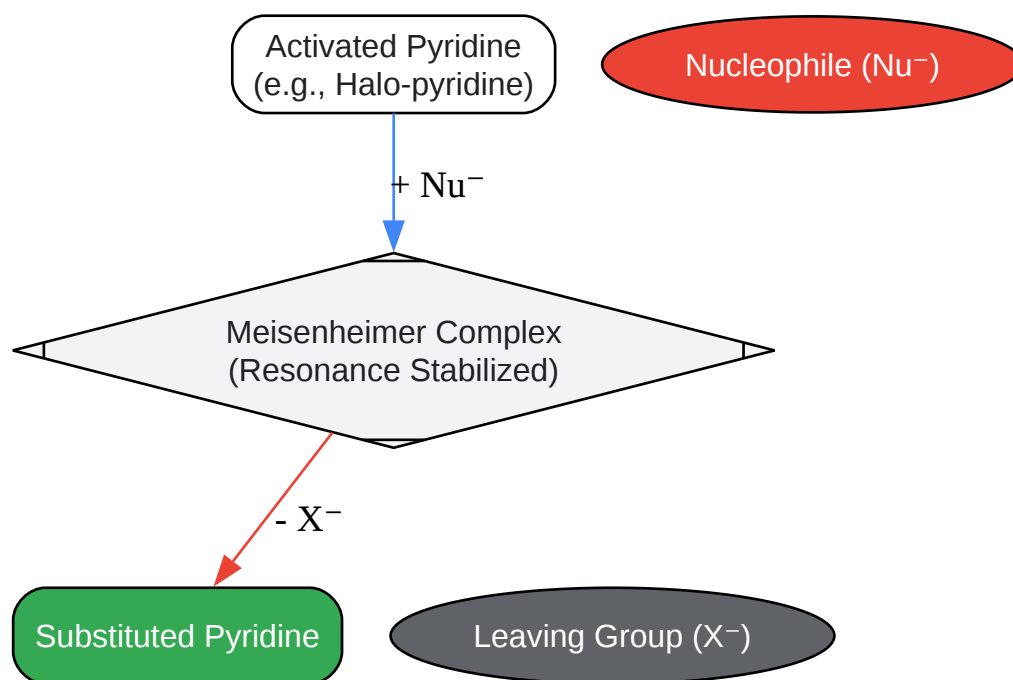 Activated Pyridine
(e.g., Halo-pyridine)
Nucleophile (Nu⁻)
+ Nu⁻
Meisenheimer Complex
(Resonance Stabilized)
- X⁻
Substituted Pyridine
Leaving Group (X⁻)